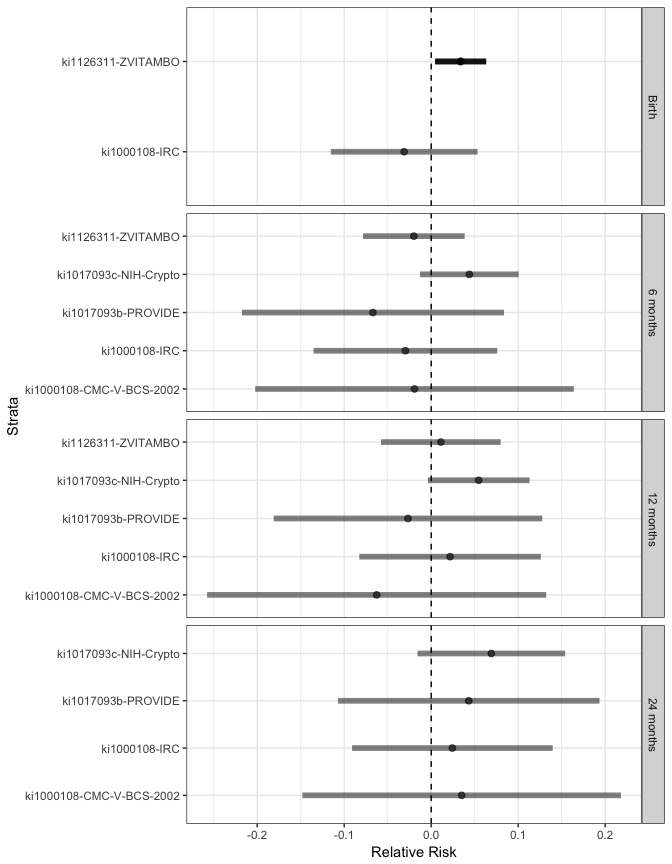 Strata
Birth
ki1126311-ZVITAMBO
ki1000108-IRC
6 months
ki1126311-ZVITAMBO
ki1017093c-NIH-Crypto
ki1017093b-PROVIDE
ki1000108-IRC
ki1000108-CMC-V-BCS-2002
12 months
ki1126311-ZVITAMBO
ki1017093c-NIH-Crypto
ki1017093b-PROVIDE
ki1000108-IRC
ki1000108-CMC-V-BCS-2002
24 months
ki1017093c-NIH-Crypto
ki1017093b-PROVIDE
ki1000108-IRC
ki1000108-CMC-V-BCS-2002
-0.2 -0.1 0.0 0.1 0.2
Relative Risk